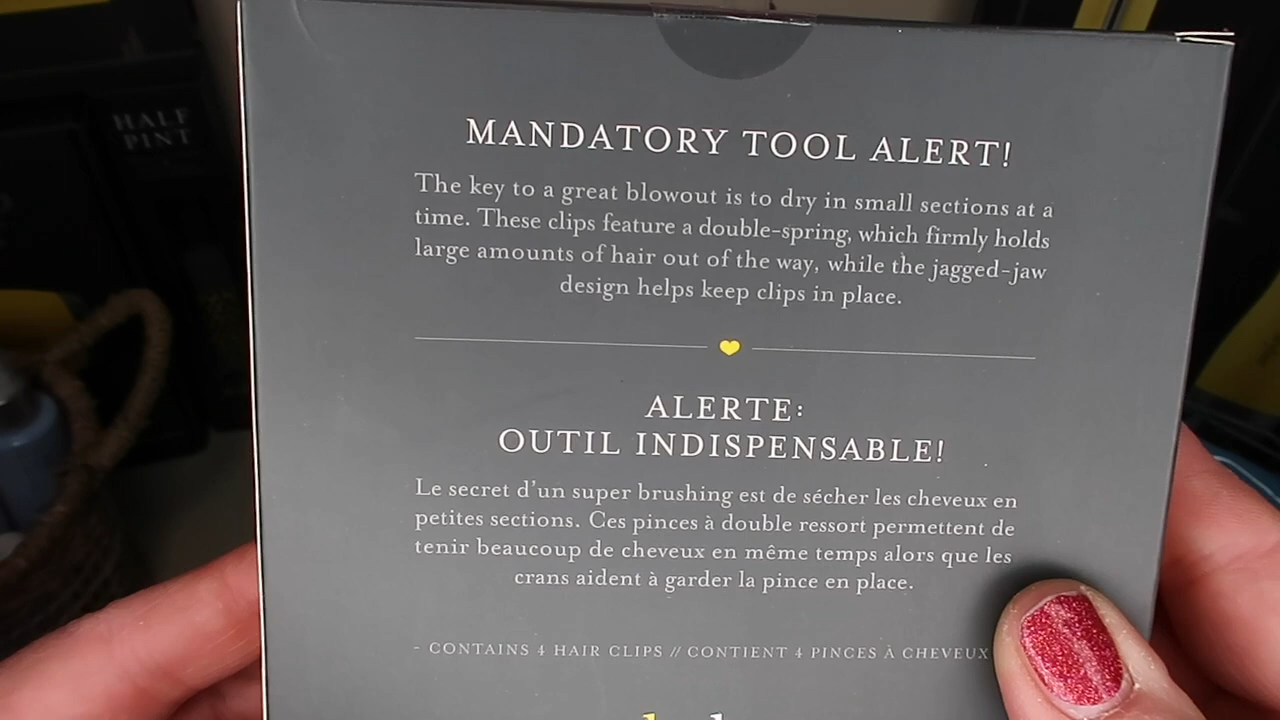 HALF
PINT
MANDATORY TOOL ALERT!
The key to a great blowout is to dry in small sections at a
time. These clips feature a double-spring, which firmly holds
large amounts of hair out of the way, while the jagged-jaw
design helps keep clips in place.
ALERTE:
OUTIL INDISPENSABLE!
Le secret d'un super brushing est de sécher les cheveux en
petites sections. Ces pinces à double ressort permettent de
tenir beaucoup de cheveux en même temps alors que les
crans aident à garder la pince en place.
- CONTAINS 4 HAIR CLIPS // CONTIENT 4 PINCES À CHEVEUX